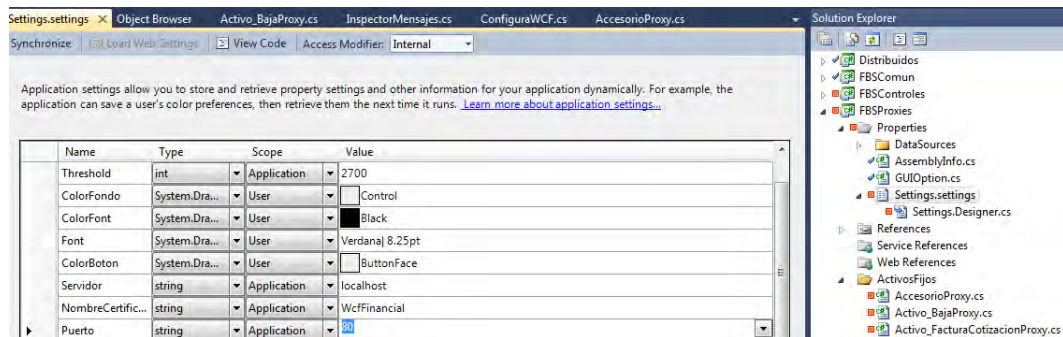 Settings.settings × Object Browser Activo_BajaProxy.cs InspectorMensajes.cs ConfiguraWCF.cs AccesorioProxy.cs
Synchronize Load Web Settings View Code Access Modifier: Internal
Application settings allow you to store and retrieve property settings and other information for your application dynamically. For example, the
application can save a user's color preferences, then retrieve them the next time it runs. Learn more about application settings...
Name Type Scope Value
Threshold int Application 2700
ColorFondo System.Dra... User Control
ColorFont System.Dra... User Black
Font System.Dra... User Verdana| 8.25pt
ColorBoton System.Dra... User ButtonFace
Servidor string Application localhost
NombreCertific... string Application WcfFinancial
Puerto string Application 80
Solution Explorer
Distribuidos
FBSComun
FBSControles
FBSProxies
Properties
DataSources
AssemblyInfo.cs
GUIOption.cs
Settings.settings
Settings.Designer.cs
References
Service References
Web References
ActivosFijos
AccesorioProxy.cs
Activo_BajaProxy.cs
Activo_FacturaCotizacionProxy.cs